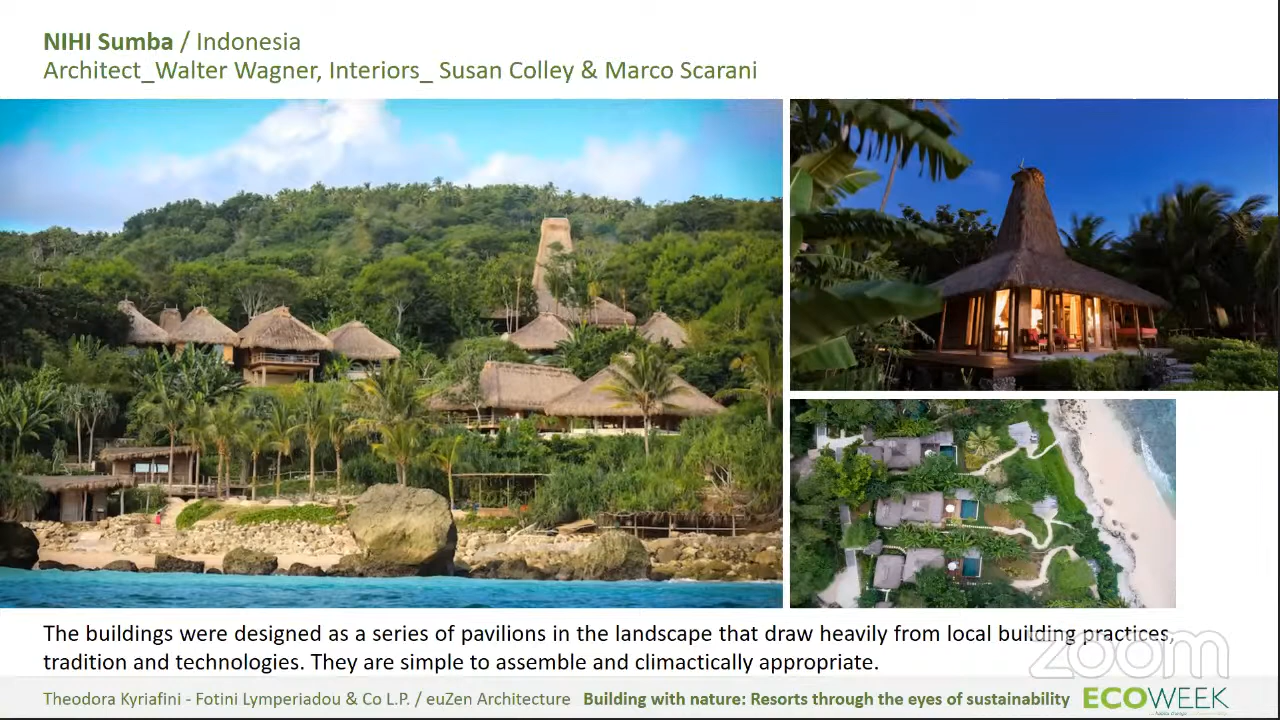 NIHI Sumba / Indonesia
Architect_Walter Wagner, Interiors_ Susan Colley & Marco Scarani
The buildings were designed as a series of pavilions in the landscape that draw heavily from local building practices,
tradition and technologies. They are simple to assemble and climactically appropriate.
zoom
Theodora Kyriafini - Fotini Lymperiadou & Co L.P. / euZen Architecture Building with nature: Resorts through the eyes of sustainability ECOWEEK